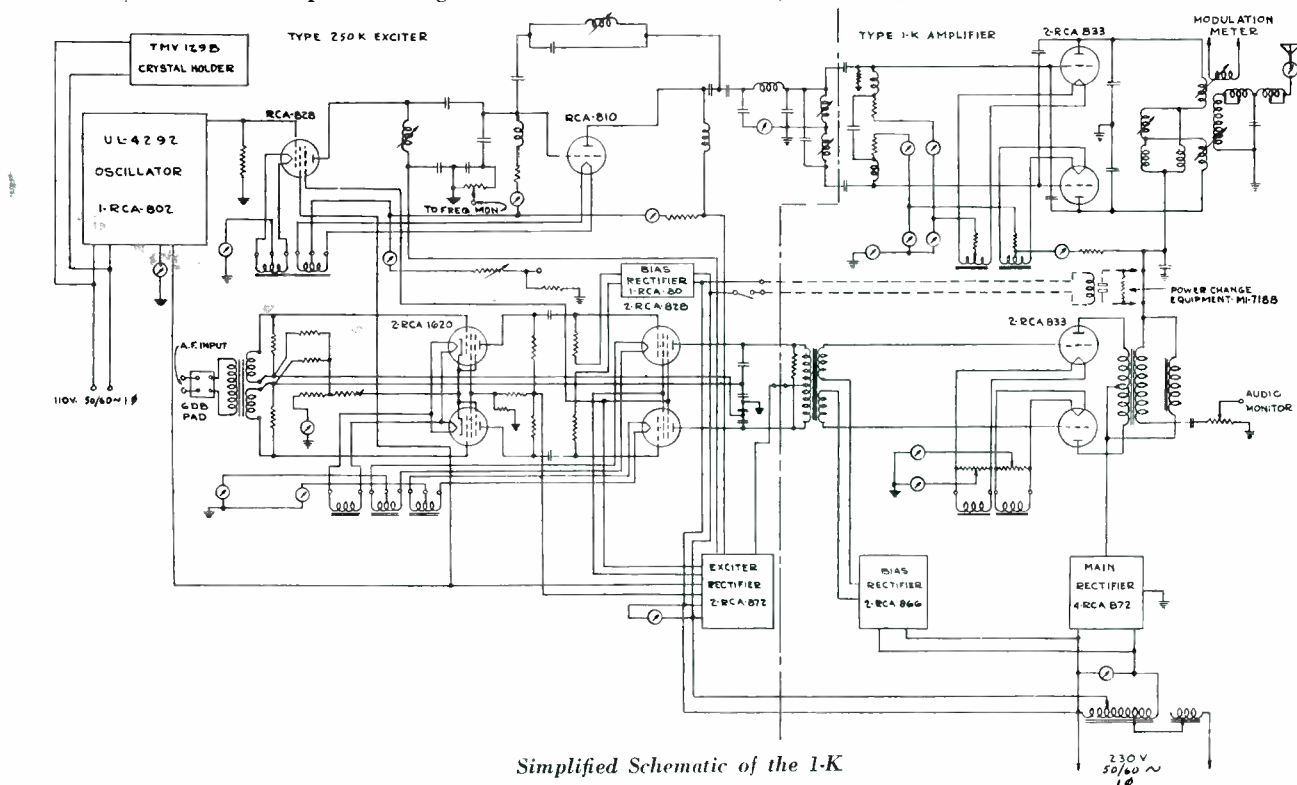 TYPE 250K EXCITER
TYPE 1-K AMPLIFIER
2-RCA 833
MODULATION
METER
TMV 129B
CRYSTAL HOLDER
RCA-828
RCA-810
UL-4292
OSCILLATOR
1-RCA-802
TO FREQ. MON.
BIAS
RECTIFIER
1-RCA-80
2-RCA-828
POWER CHANGE
EQUIPMENT-MI-7188
2-RCA 1620
2-RCA 833
A.F. INPUT
6DB
PAD
110V. 50/60~1Ø
AUDIO
MONITOR
EXCITER
RECTIFIER
2-RCA-872
BIAS
RECTIFIER
2-RCA 866
MAIN
RECTIFIER
4-RCA 872
230V
50/60 ~
1Ø
Simplified Schematic of the 1-K